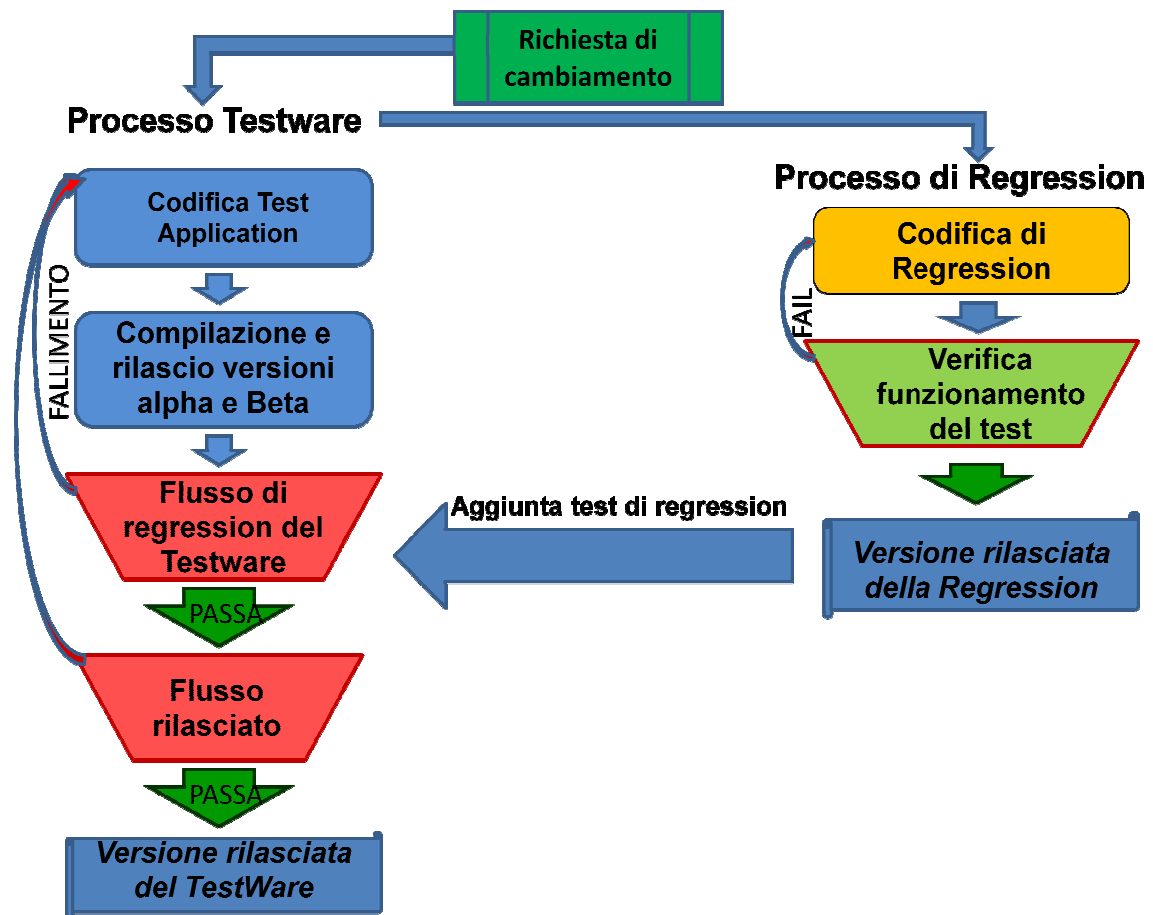 Richiesta di
cambiamento
Processo Testware
Processo di Regression
Codifica Test
Application
Codifica di
Regression
FALLIMENTO
FAIL
Compilazione e
rilascio versioni
alpha e Beta
Verifica
funzionamento
del test
Flusso di
regression del
Testware
Aggiunta test di regression
Versione rilasciata
della Regression
PASSA
Flusso
rilasciato
PASSA
Versione rilasciata
del TestWare